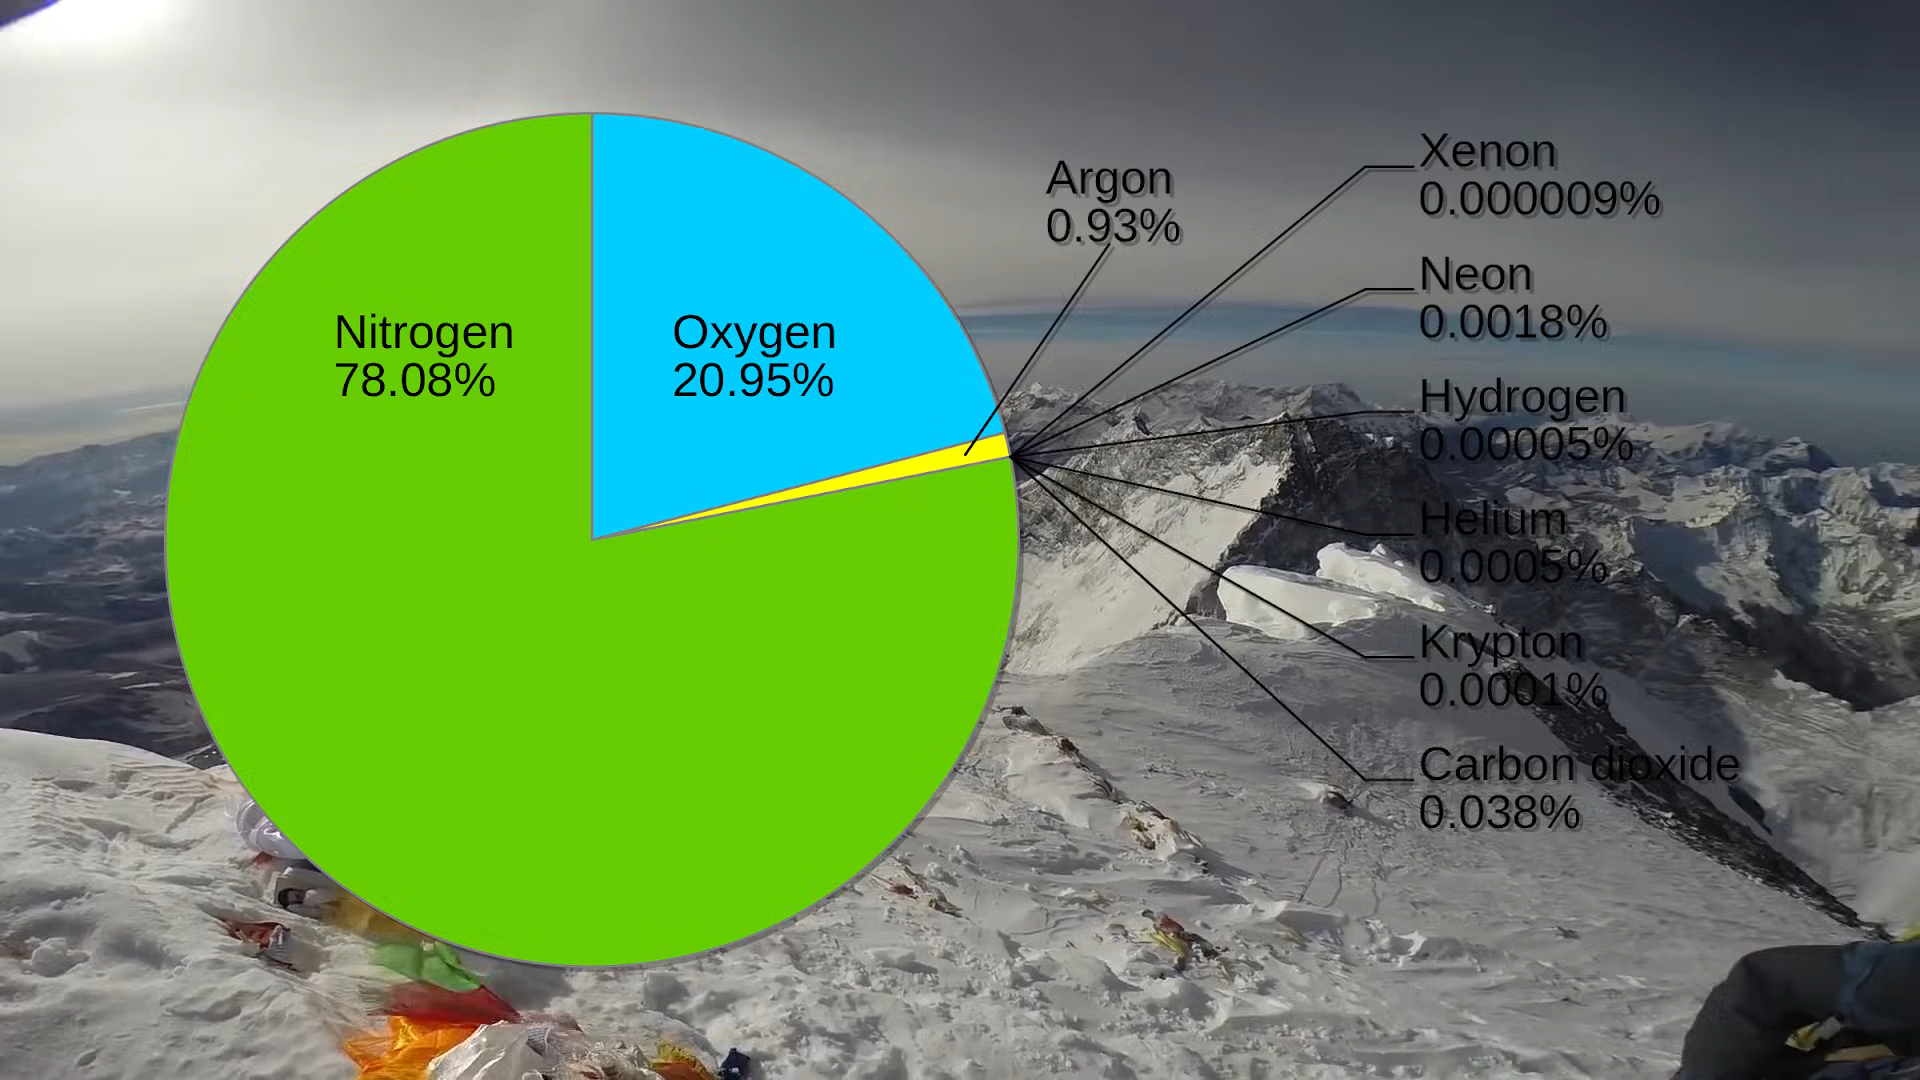 Nitrogen
78.08%
Oxygen
20.95%
Argon
0.93%
Xenon
0.000009%
Neon
0.0018%
Hydrogen
0.00005%
Helium
0.0005%
Krypton
0.0001%
Carbon dioxide
0.038%